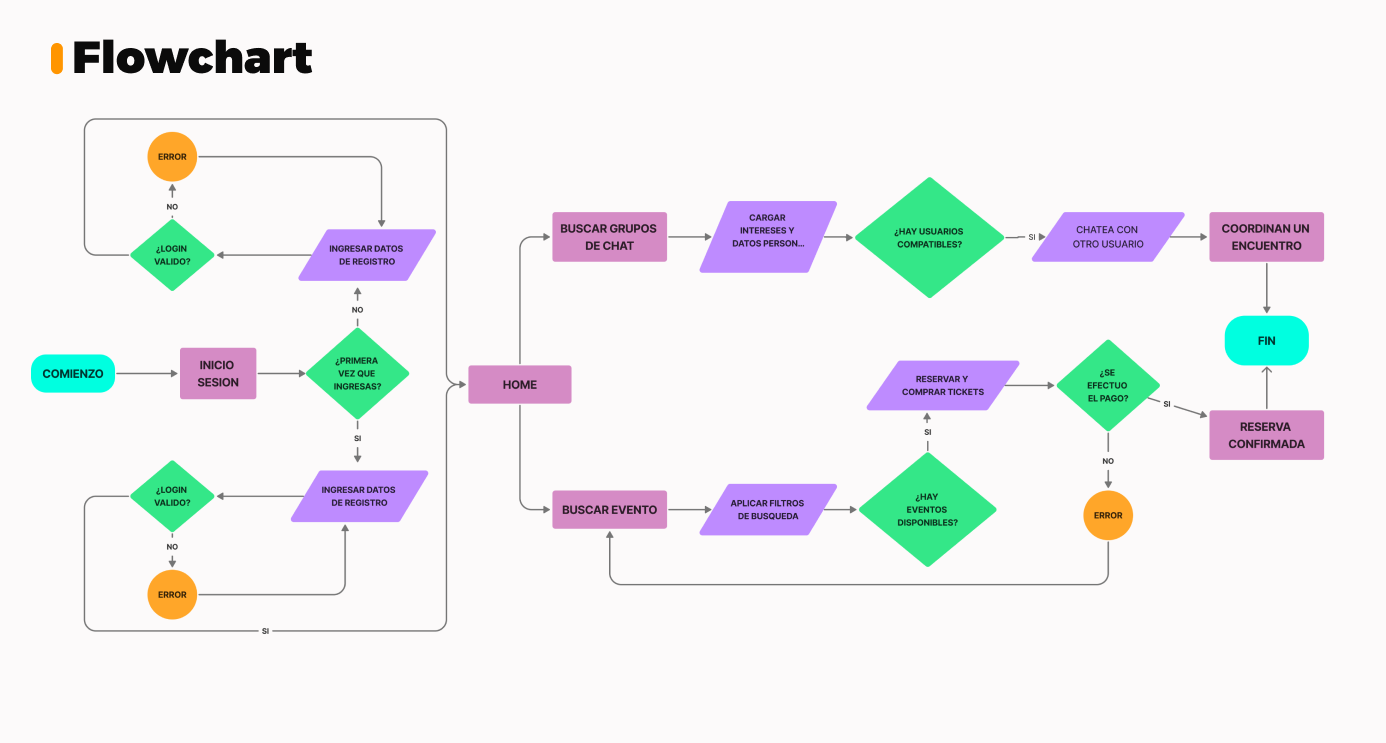 Flowchart
ERROR
NO
¿LOGIN
VALIDO?
INGRESAR DATOS
DE REGISTRO
NO
COMIENZO
INICIO
SESION
¿PRIMERA
VEZ QUE
INGRESAS?
SI
INGRESAR DATOS
DE REGISTRO
¿LOGIN
VALIDO?
NO
ERROR
SI
HOME
BUSCAR GRUPOS
DE CHAT
CARGAR
INTERESES Y
DATOS PERSON...
¿HAY USUARIOS
COMPATIBLES?
SI
CHATEA CON
OTRO USUARIO
COORDINAN UN
ENCUENTRO
FIN
BUSCAR EVENTO
APLICAR FILTROS
DE BUSQUEDA
¿HAY
EVENTOS
DISPONIBLES?
SI
RESERVAR Y
COMPRAR TICKETS
¿SE
EFECTUO
EL PAGO?
SI
RESERVA
CONFIRMADA
NO
ERROR